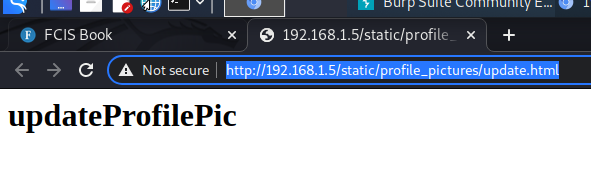 Burp Suite Community E...
FCIS Book
192.168.1.5/static/profile_
Not secure
http://192.168.1.5/static/profile_pictures/update.html
updateProfilePic